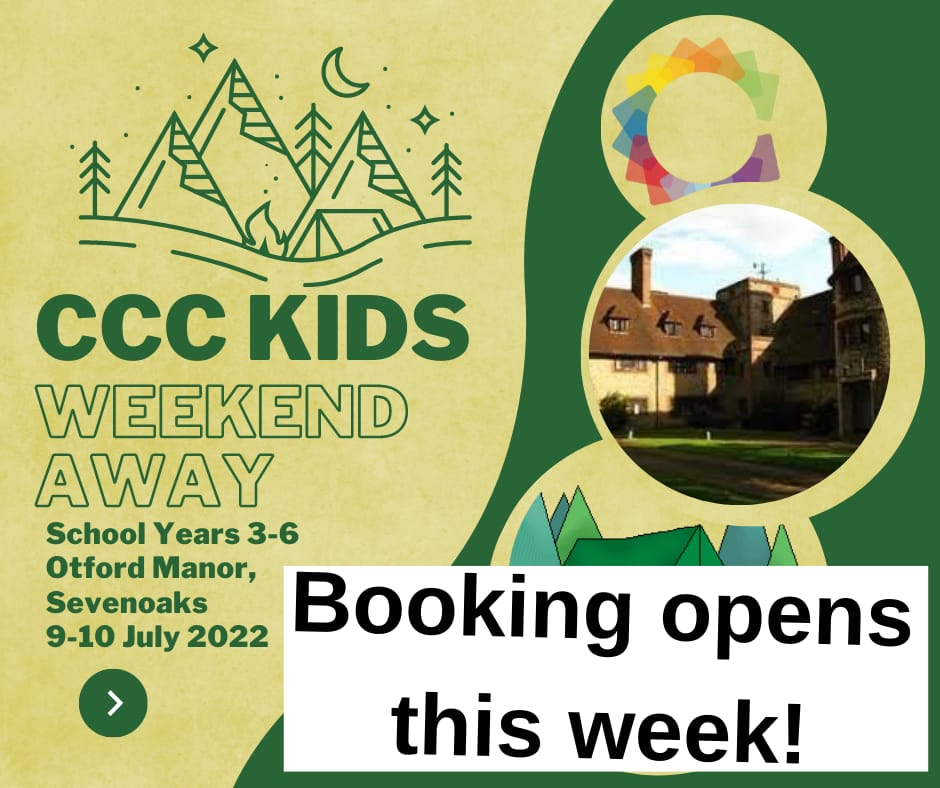 CCC KIDS
WEEKEND
AWAY
School Years 3-6
Otford Manor,
Sevenoaks
9-10 July 2022
Booking opens
this week!